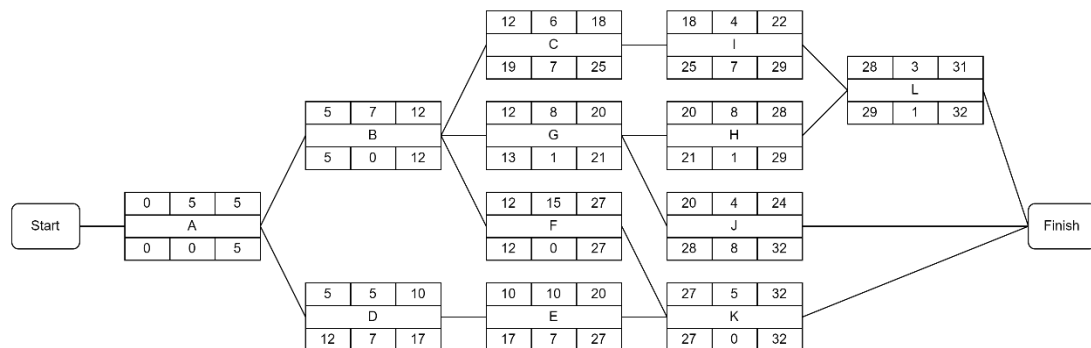 Start
0 5 5
A
0 0 5
5 7 12
B
5 0 12
5 5 10
D
12 7 17
12 6 18
C
19 7 25
12 8 20
G
13 1 21
12 15 27
F
12 0 27
10 10 20
E
17 7 27
18 4 22
I
25 7 29
20 8 28
H
21 1 29
20 4 24
J
28 8 32
27 5 32
K
27 0 32
28 3 31
L
29 1 32
Finish